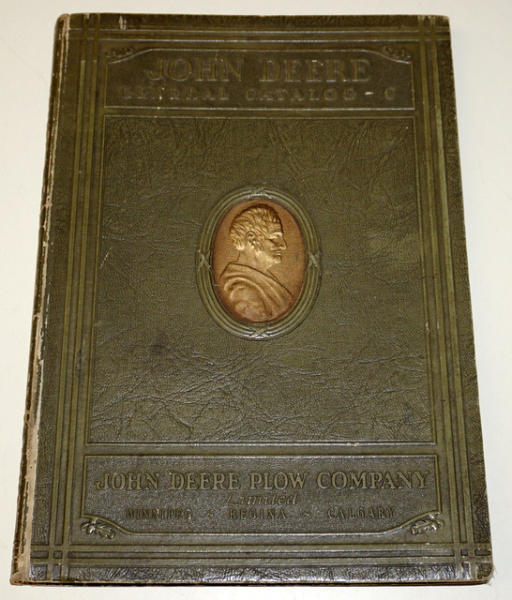 JOHN DEERE
GENERAL CATALOG - C
JOHN DEERE PLOW COMPANY
Limited
WINNIPEG - REGINA - CALGARY